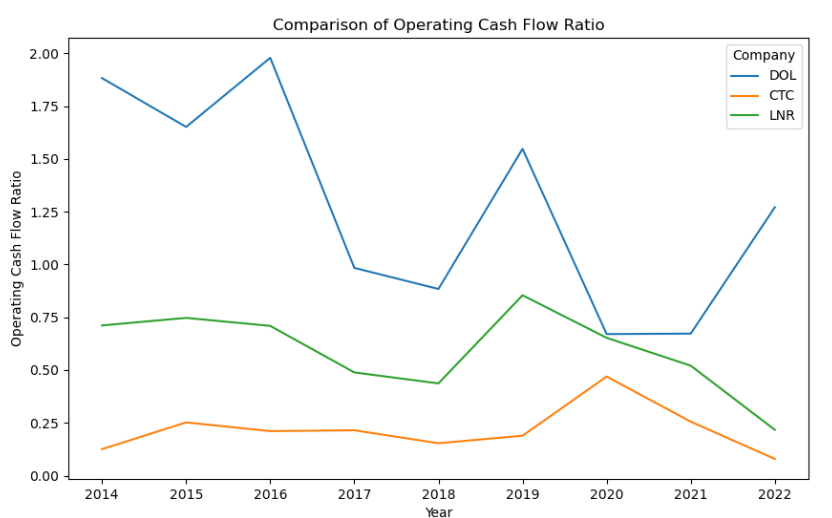 Comparison of Operating Cash Flow Ratio
Company
DOL
CTC
LNR
Operating Cash Flow Ratio
2.00
1.75
1.50
1.25
1.00
0.75
0.50
0.25
0.00
2014 2015 2016 2017 2018 2019 2020 2021 2022
Year